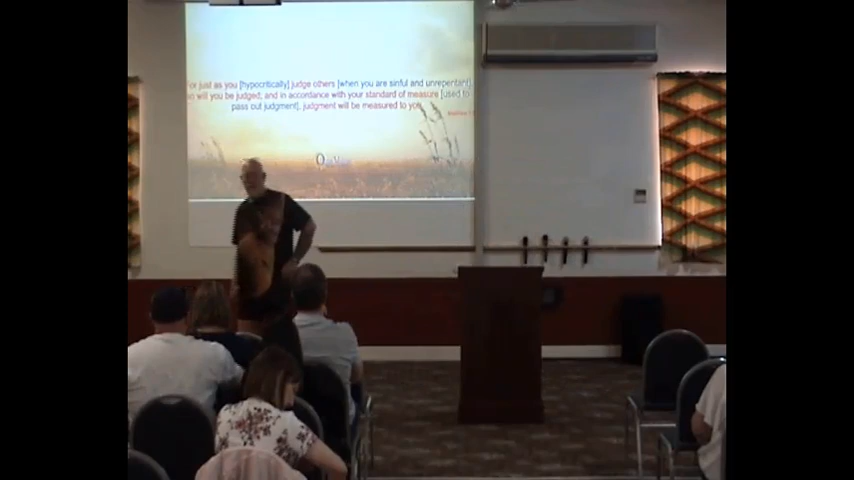 For just as you [hypocritically] judge others [when you are sinful and unrepentant],
so will you be judged; and in accordance with your standard of measure [used to
pass out judgment], judgment will be measured to you.